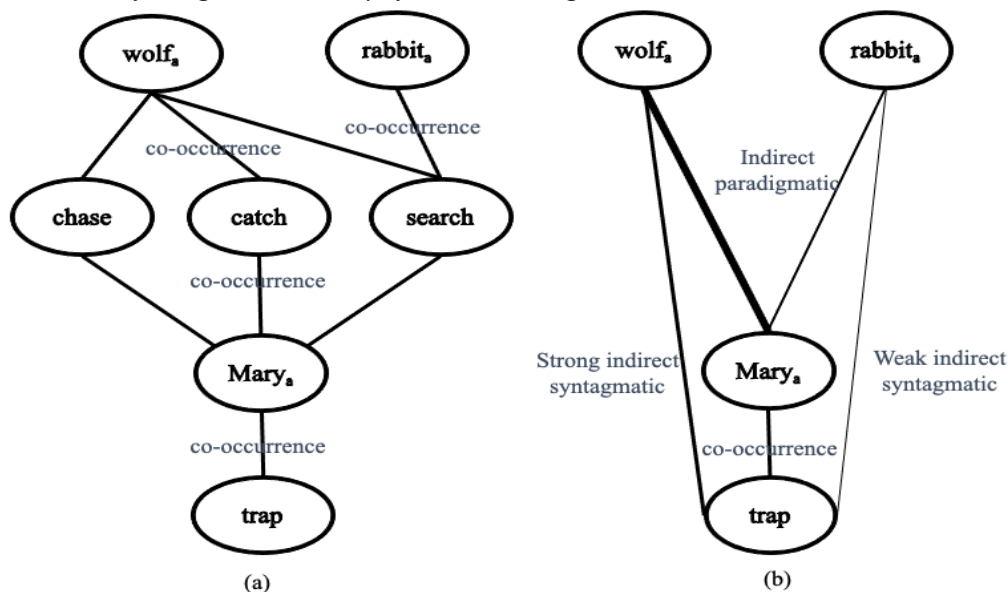 wolfa
rabbita
co-occurrence
co-occurrence
chase
catch
search
co-occurrence
Marya
co-occurrence
trap
(a)
wolfa
rabbita
Indirect
paradigmatic
Strong indirect
syntagmatic
Marya
Weak indirect
syntagmatic
co-occurrence
trap
(b)